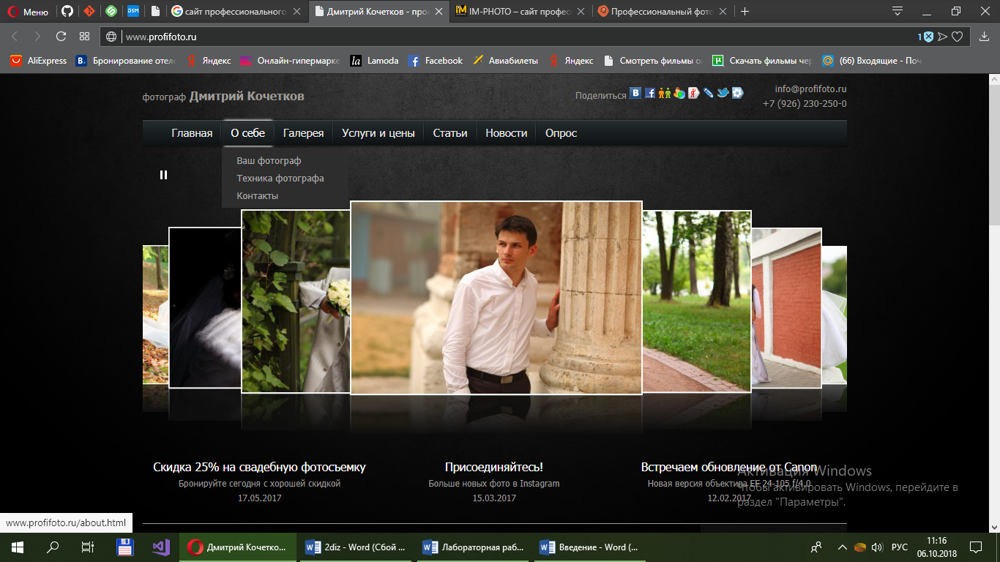 Меню
сайт профессионального
Дмитрий Кочетков - про
IM-PHOTO – сайт профес
Профессиональный фото
www.profifoto.ru
1
AliExpress
Бронирование отеле
Яндекс
Онлайн-гипермарке
Lamoda
Facebook
Авиабилеты
Яндекс
Смотреть фильмы о
Скачать фильмы чер
(66) Входящие - Поч
фотограф Дмитрий Кочетков
Поделиться
info@profifoto.ru
+7 (926) 230-250-0
Главная
О себе
Галерея
Услуги и цены
Статьи
Новости
Опрос
Ваш фотограф
Техника фотографа
Контакты
Скидка 25% на свадебную фотосъемку
Бронируйте сегодня с хорошей скидкой
17.05.2017
Присоединяйтесь!
Больше новых фото в Instagram
15.03.2017
Встречаем обновление от Canon
Новая версия объектива EF 24-105 f/4.0
12.02.2017
Активация Windows
Чтобы активировать Windows, перейдите в
раздел "Параметры".
www.profifoto.ru/about.html
Дмитрий Кочетко...
2diz - Word (Сбой ...
Лабораторная раб...
Введение - Word (...
РУС
11:16
06.10.2018